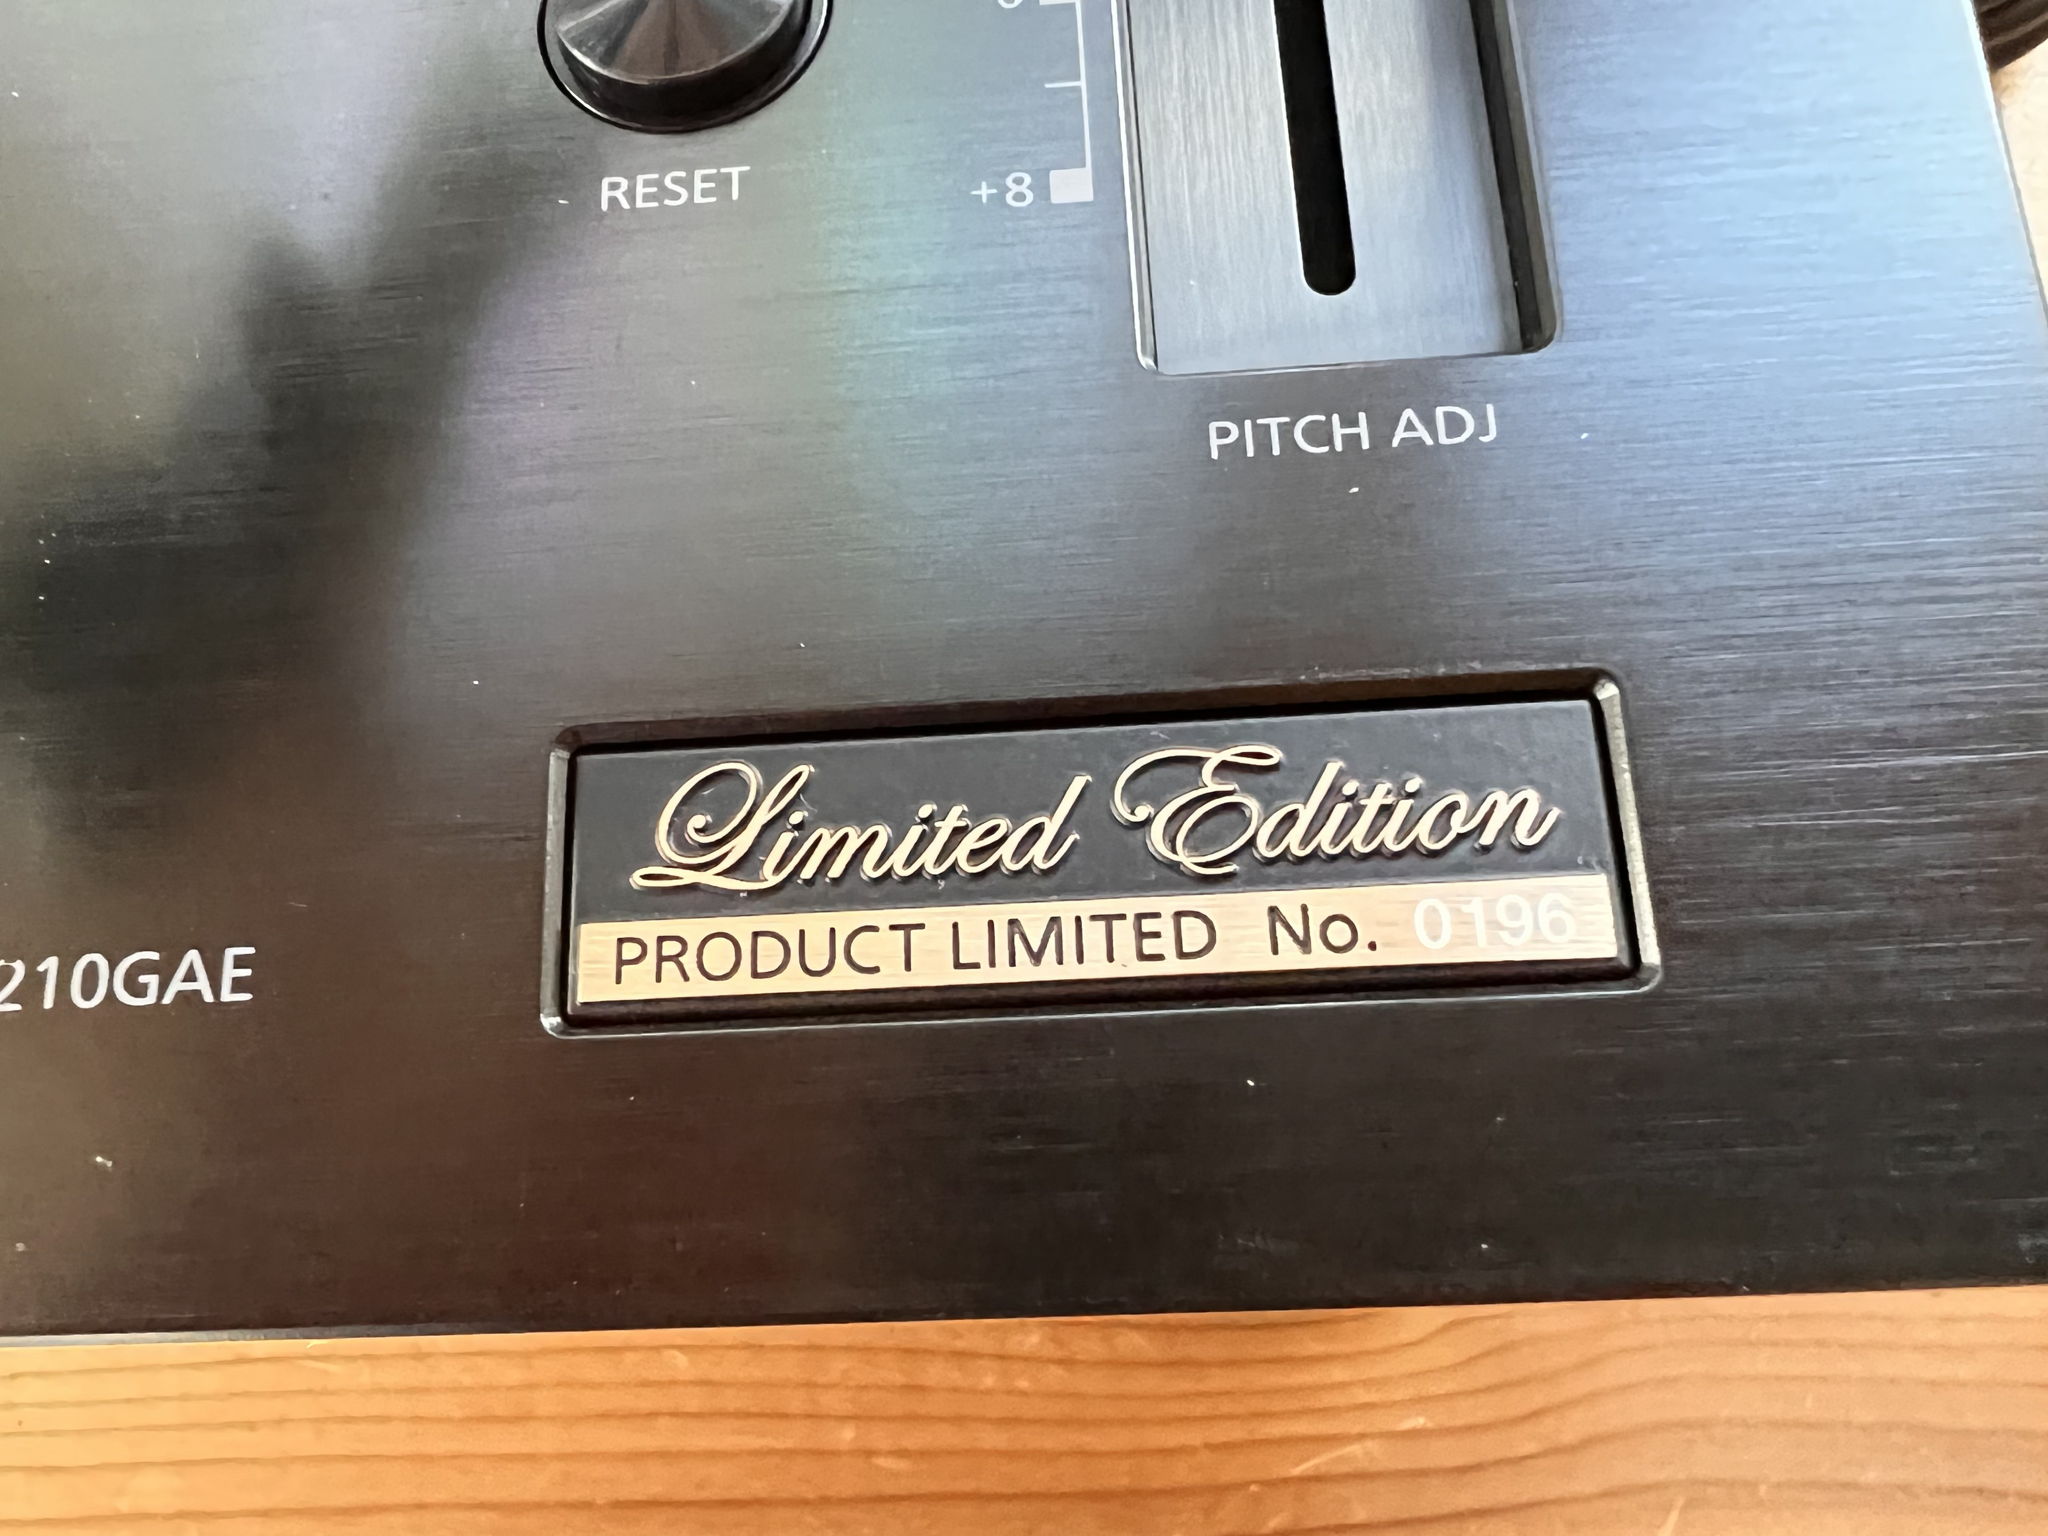 RESET
+8
PITCH ADJ
Limited Edition
PRODUCT LIMITED No. 0196
210GAE